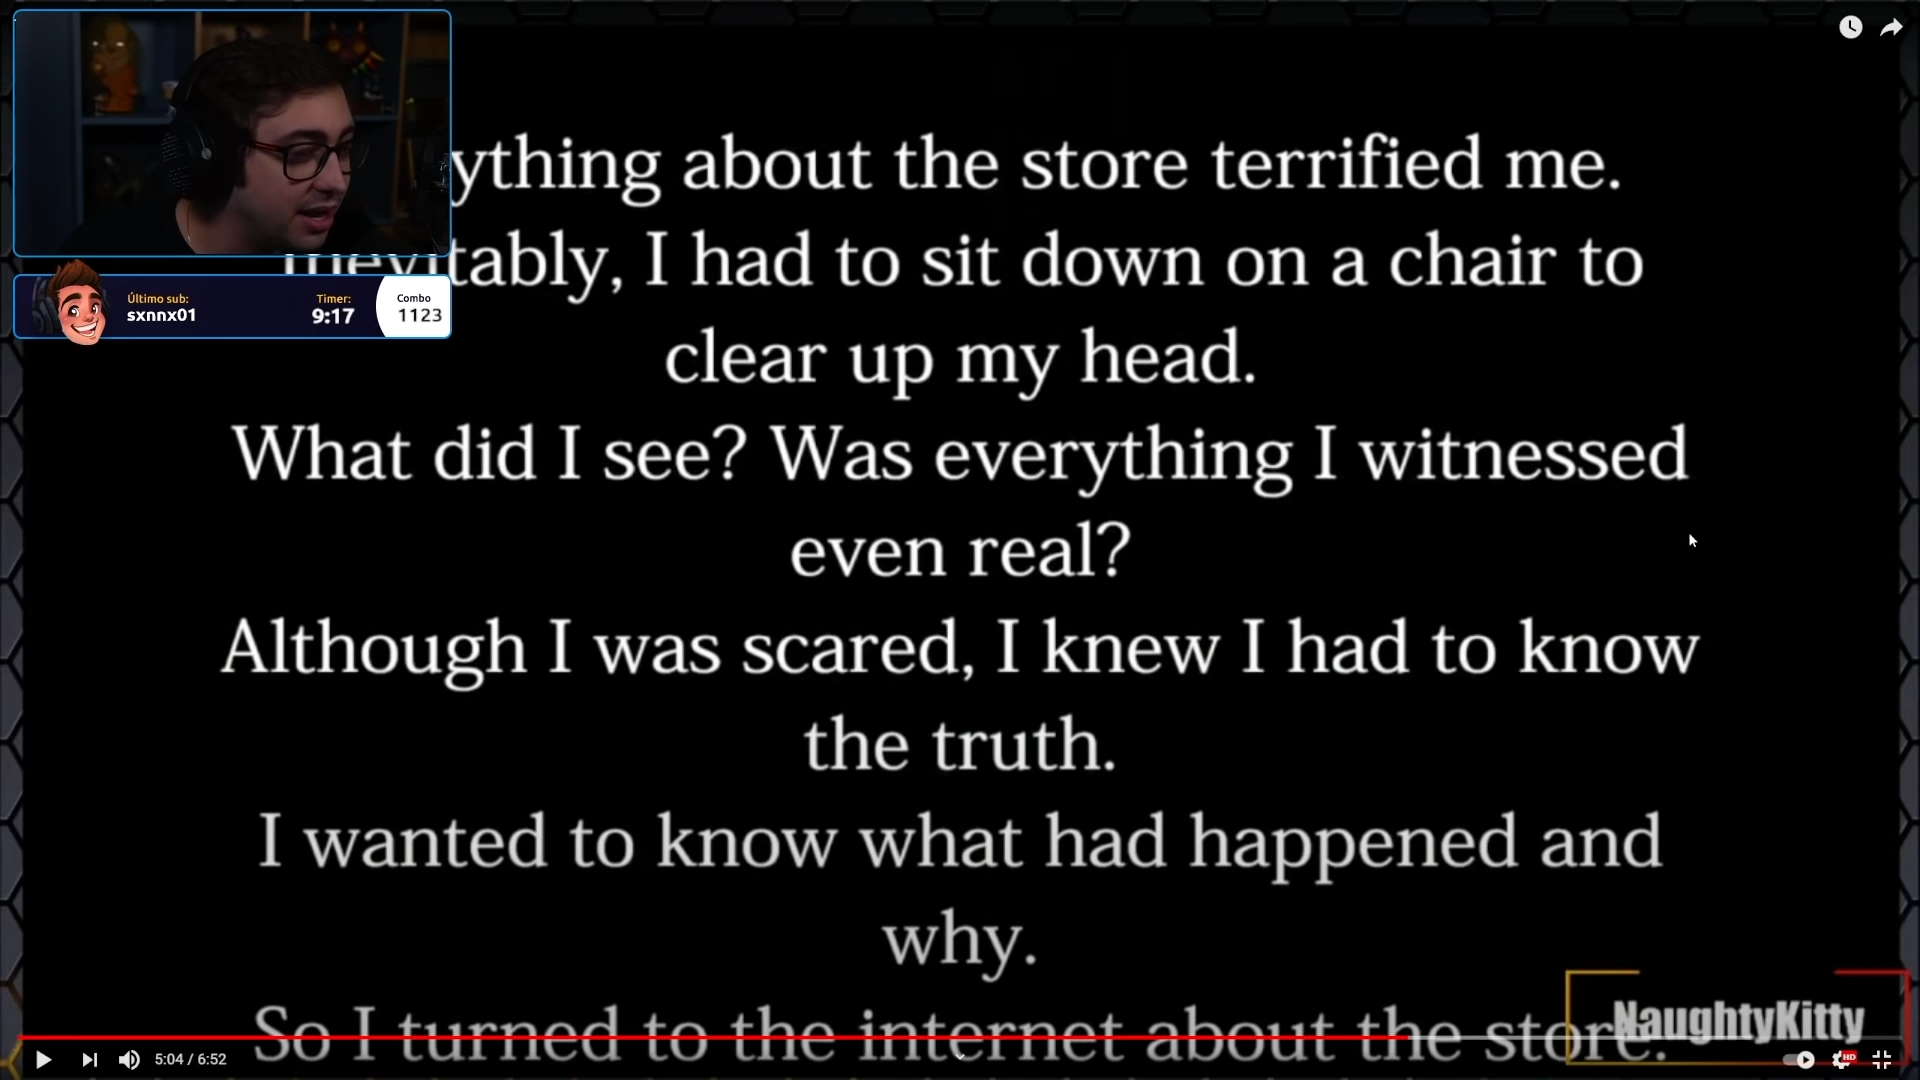 ything about the store terrified me.
Inevitably, I had to sit down on a chair to
clear up my head.
What did I see? Was everything I witnessed
even real?
Although I was scared, I knew I had to know
the truth.
I wanted to know what had happened and
why.
So I turned to the internet about the store.
Último sub:
sxnnx01
Timer:
9:17
Combo
1123
NaughtyKitty
5:04 / 6:52
HD